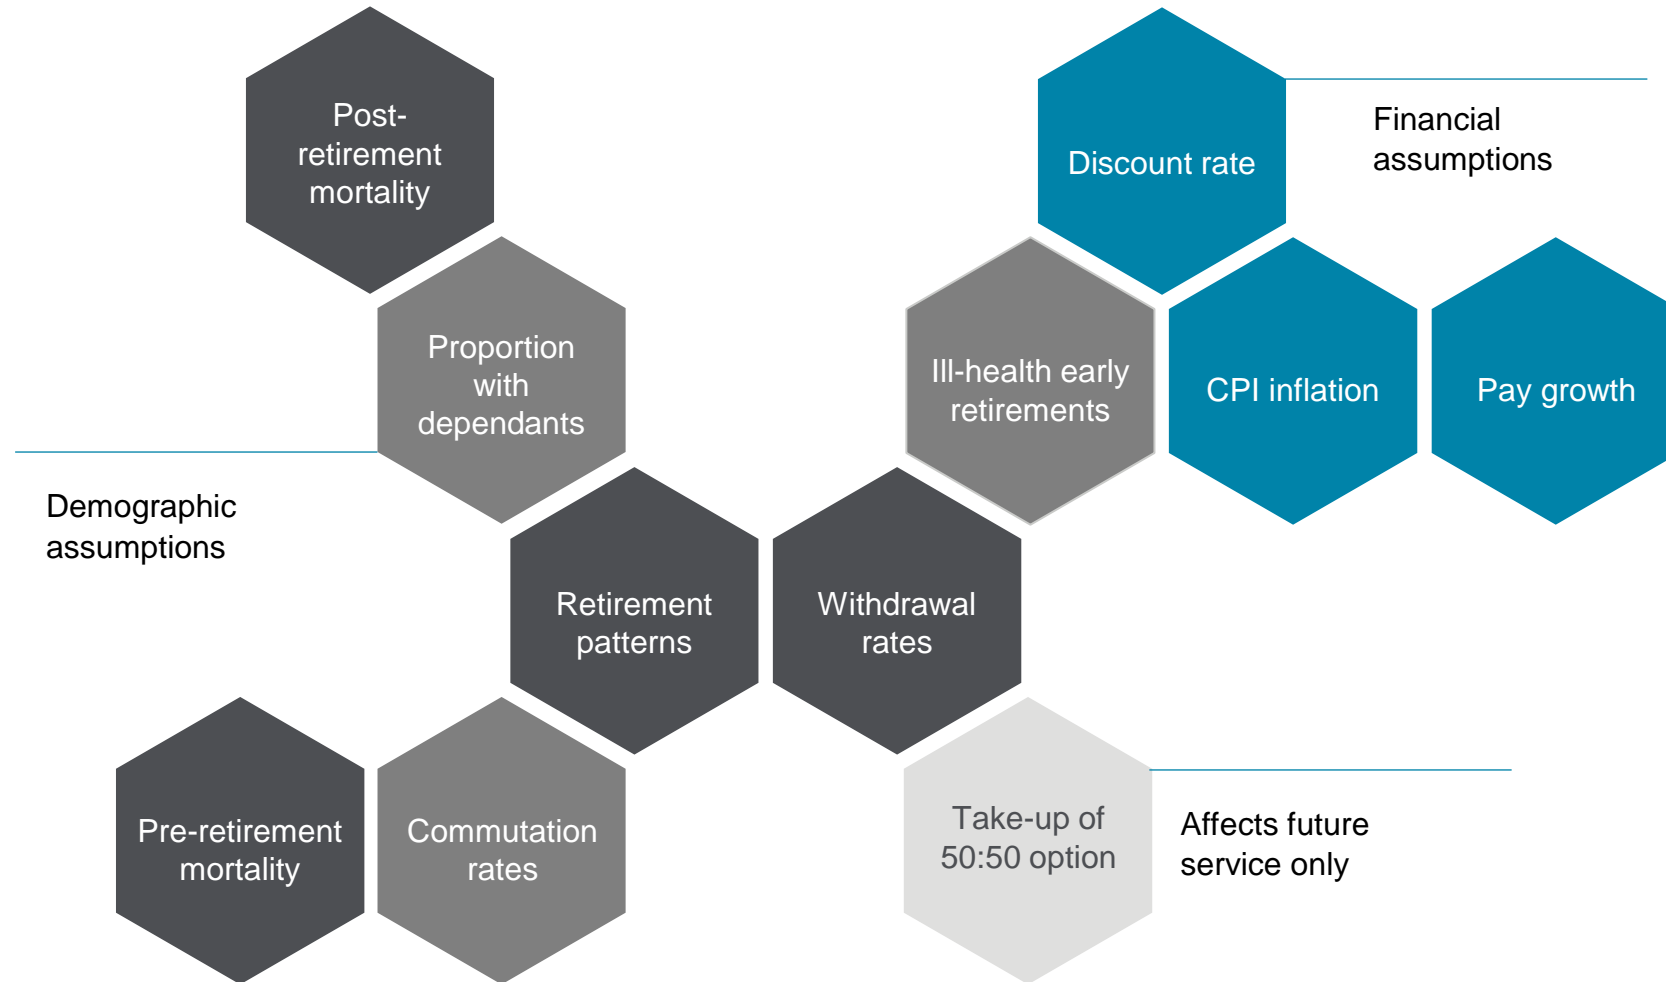 Post-
retirement
mortality
Discount rate
Financial
assumptions
Proportion
with
dependants
Ill-health early
retirements
CPI inflation
Pay growth
Demographic
assumptions
Retirement
patterns
Withdrawal
rates
Pre-retirement
mortality
Commutation
rates
Take-up of
50:50 option
Affects future
service only